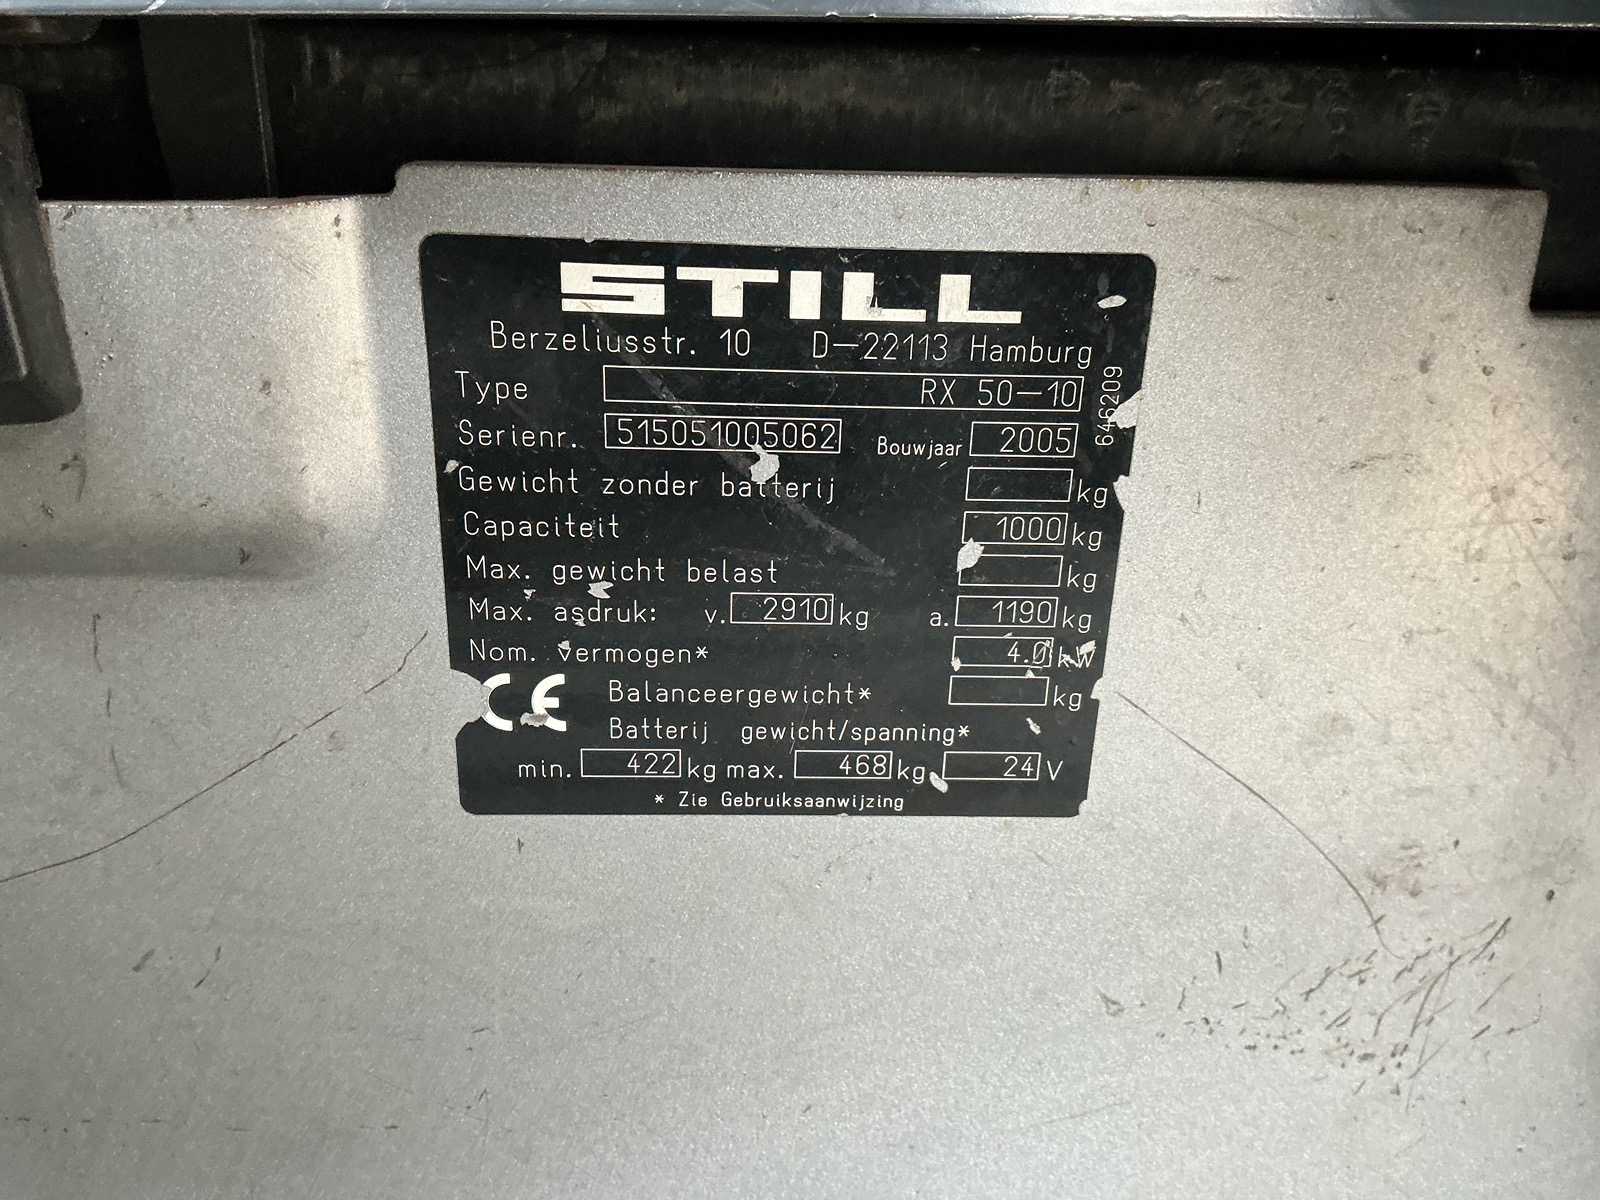 STILL
Berzeliusstr. 10 D-22113 Hamburg
Type RX 50-10
646209
Serienr. 515051005062 Bouwjaar 2005
Gewicht zonder batterij kg
Capaciteit 1000 kg
Max. gewicht belast kg
Max. asdruk: v. 2910 kg a. 1190 kg
Nom. vermogen* 4.0 kW
CE Balanceergewicht* kg
Batterij gewicht/spanning*
min. 422 kg max. 468 kg 24 V
* Zie Gebruiksaanwijzing